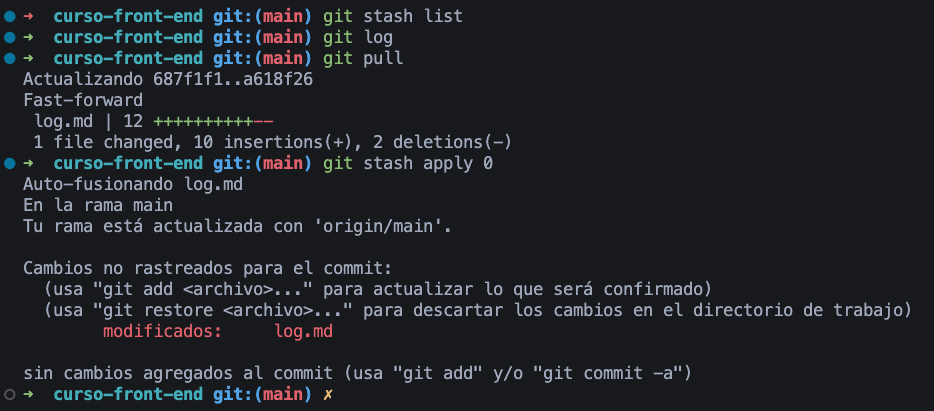 ➜ curso-front-end git:(main) git stash list
➜ curso-front-end git:(main) git log
➜ curso-front-end git:(main) git pull
Actualizando 687f1f1..a618f26
Fast-forward
log.md | 12 ++++++++++--
1 file changed, 10 insertions(+), 2 deletions(-)
➜ curso-front-end git:(main) git stash apply 0
Auto-fusionando log.md
En la rama main
Tu rama está actualizada con 'origin/main'.
Cambios no rastreados para el commit:
(usa "git add <archivo>..." para actualizar lo que será confirmado)
(usa "git restore <archivo>..." para descartar los cambios en el directorio de trabajo)
modificados: log.md
sin cambios agregados al commit (usa "git add" y/o "git commit -a")
➜ curso-front-end git:(main) ✗